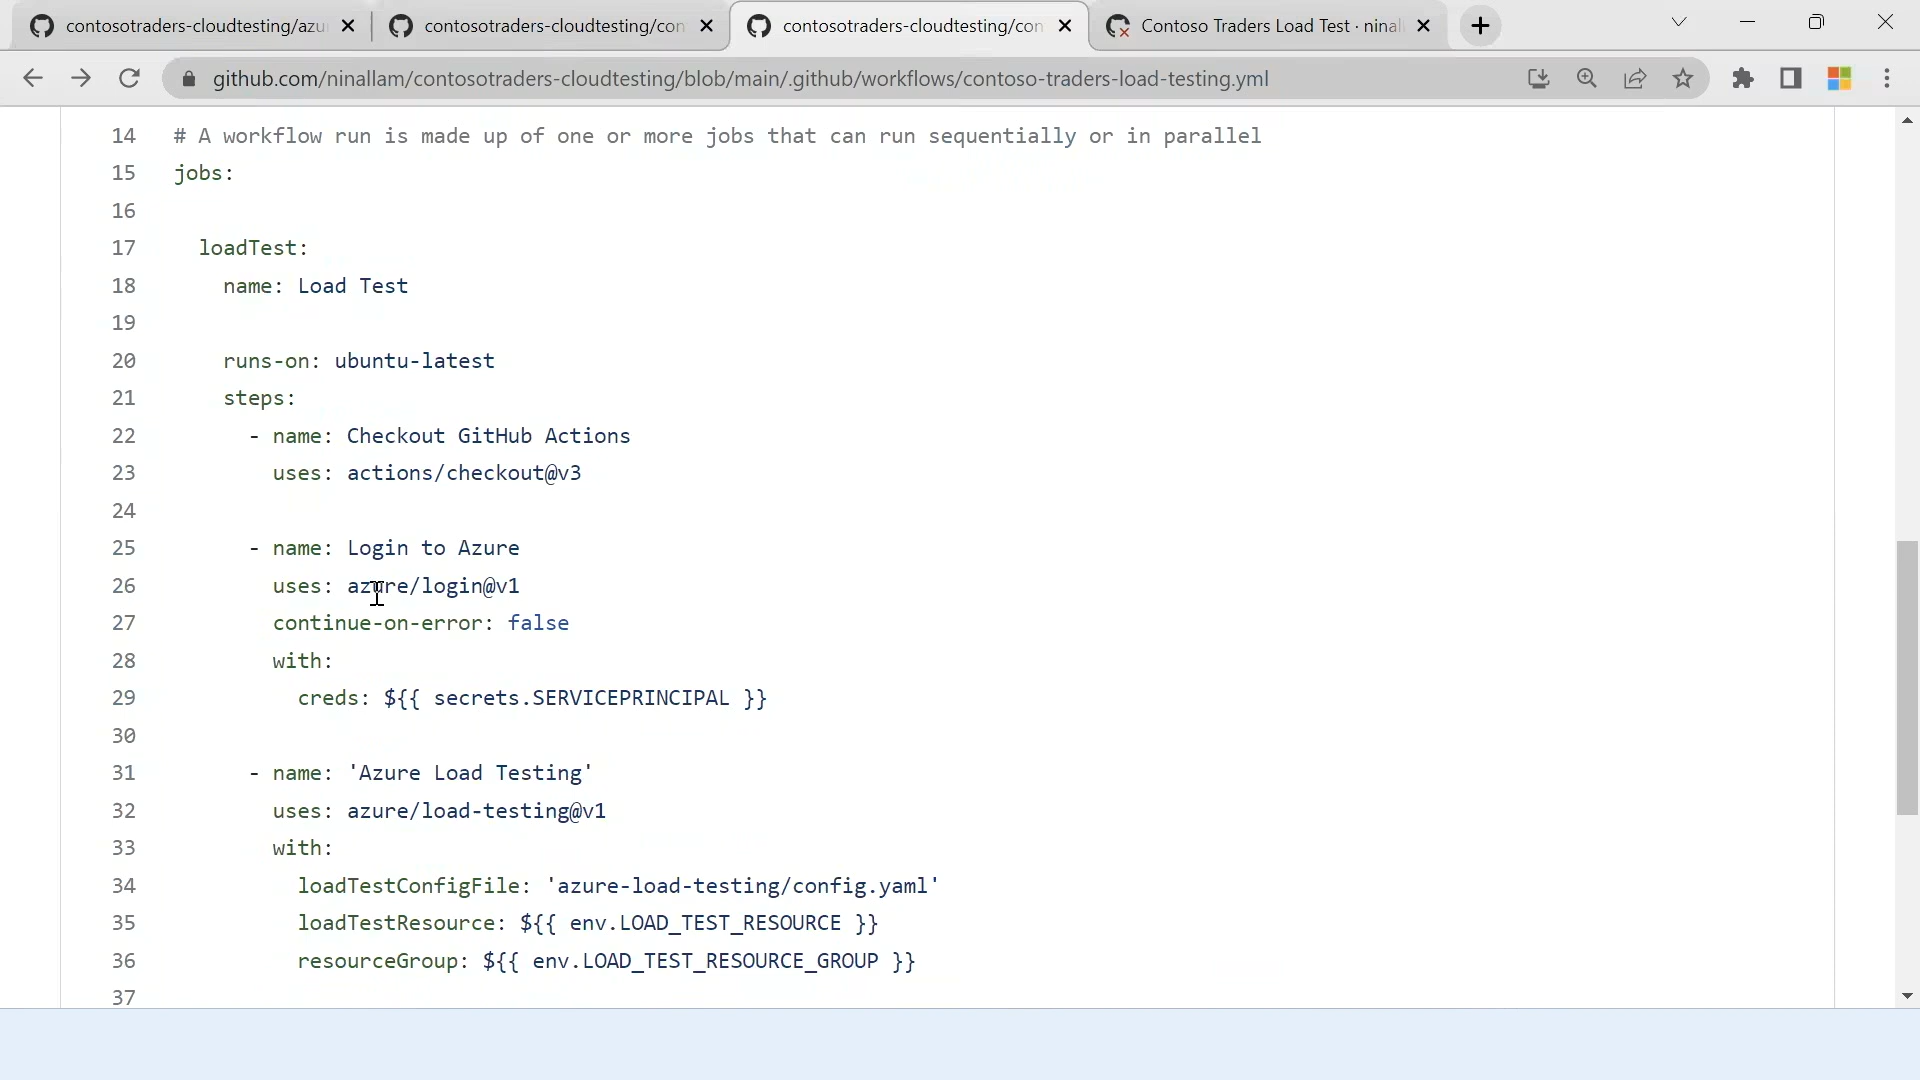 contosotraders-cloudtesting/azu
contosotraders-cloudtesting/con
contosotraders-cloudtesting/con
Contoso Traders Load Test · ninal
github.com/ninallam/contosotraders-cloudtesting/blob/main/.github/workflows/contoso-traders-load-testing.yml
14 # A workflow run is made up of one or more jobs that can run sequentially or in parallel
15 jobs:
16
17 loadTest:
18 name: Load Test
19
20 runs-on: ubuntu-latest
21 steps:
22 - name: Checkout GitHub Actions
23 uses: actions/checkout@v3
24
25 - name: Login to Azure
26 uses: azure/login@v1
27 continue-on-error: false
28 with:
29 creds: ${{ secrets.SERVICEPRINCIPAL }}
30
31 - name: 'Azure Load Testing'
32 uses: azure/load-testing@v1
33 with:
34 loadTestConfigFile: 'azure-load-testing/config.yaml'
35 loadTestResource: ${{ env.LOAD_TEST_RESOURCE }}
36 resourceGroup: ${{ env.LOAD_TEST_RESOURCE_GROUP }}
37